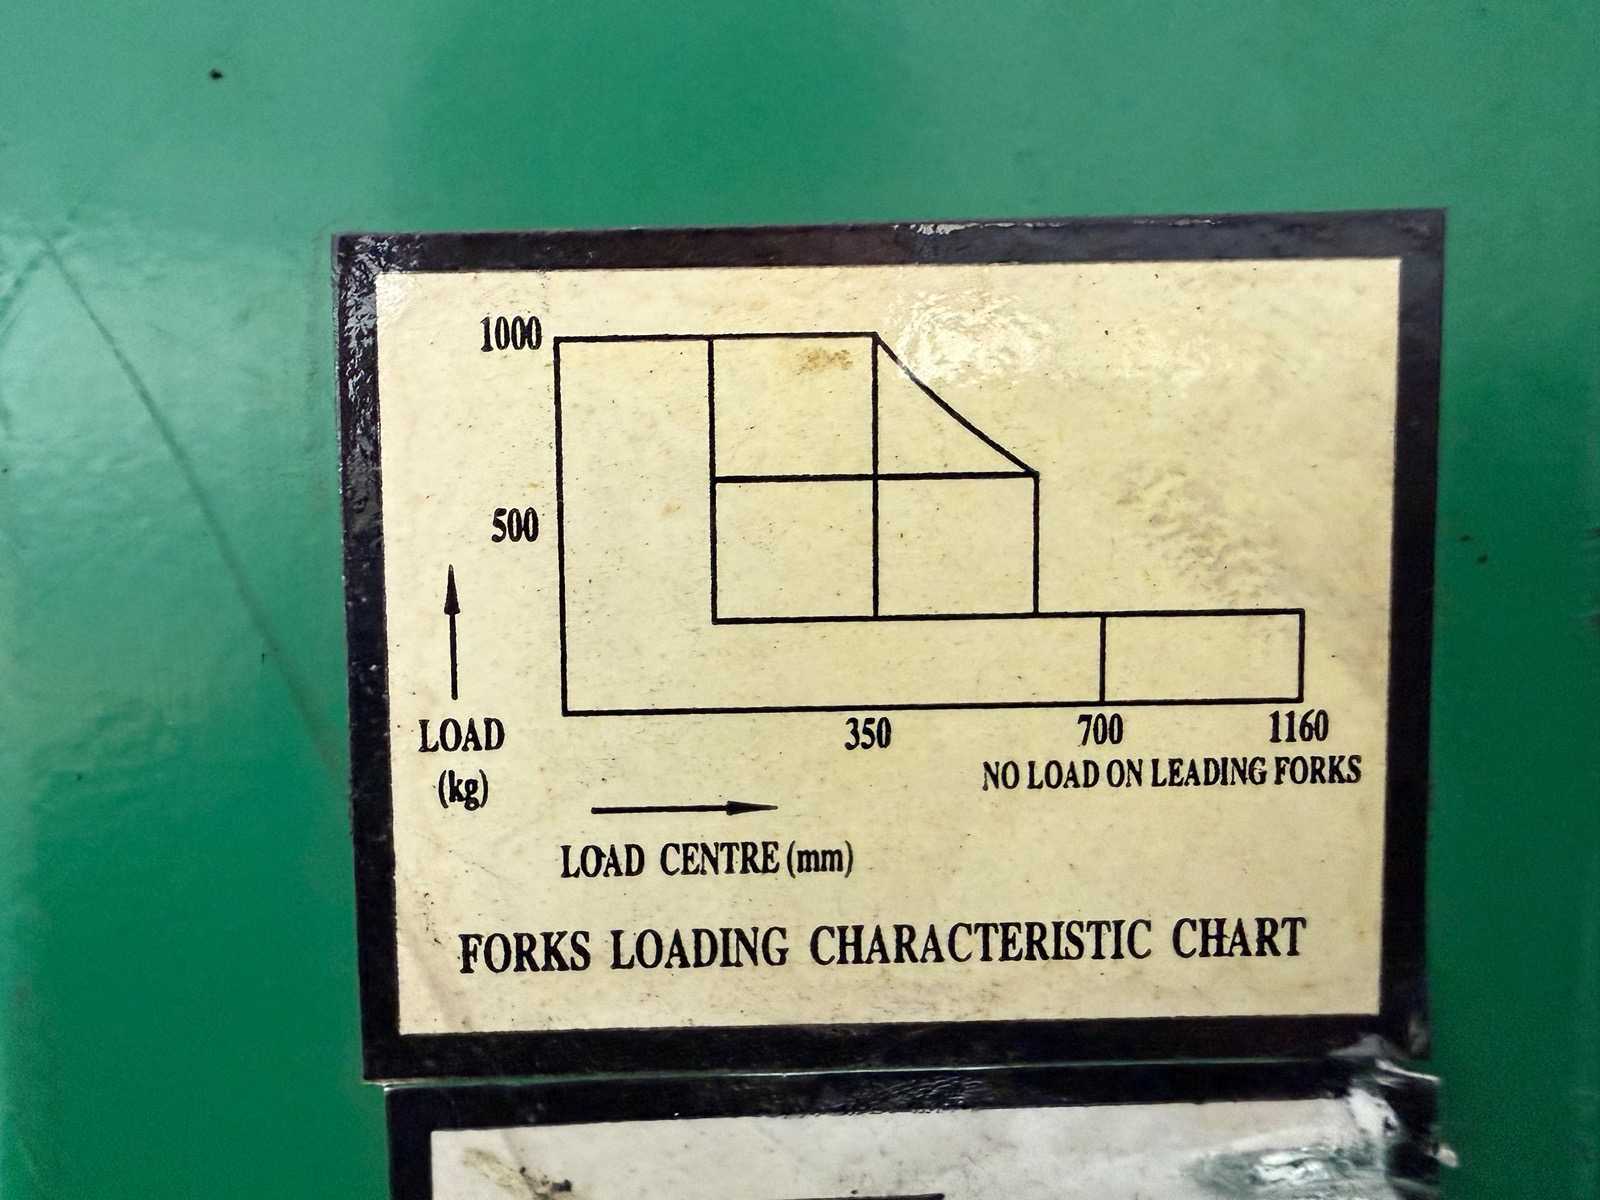 1000
500
LOAD
(kg)
350 700 1160
NO LOAD ON LEADING FORKS
LOAD CENTRE (mm)
FORKS LOADING CHARACTERISTIC CHART